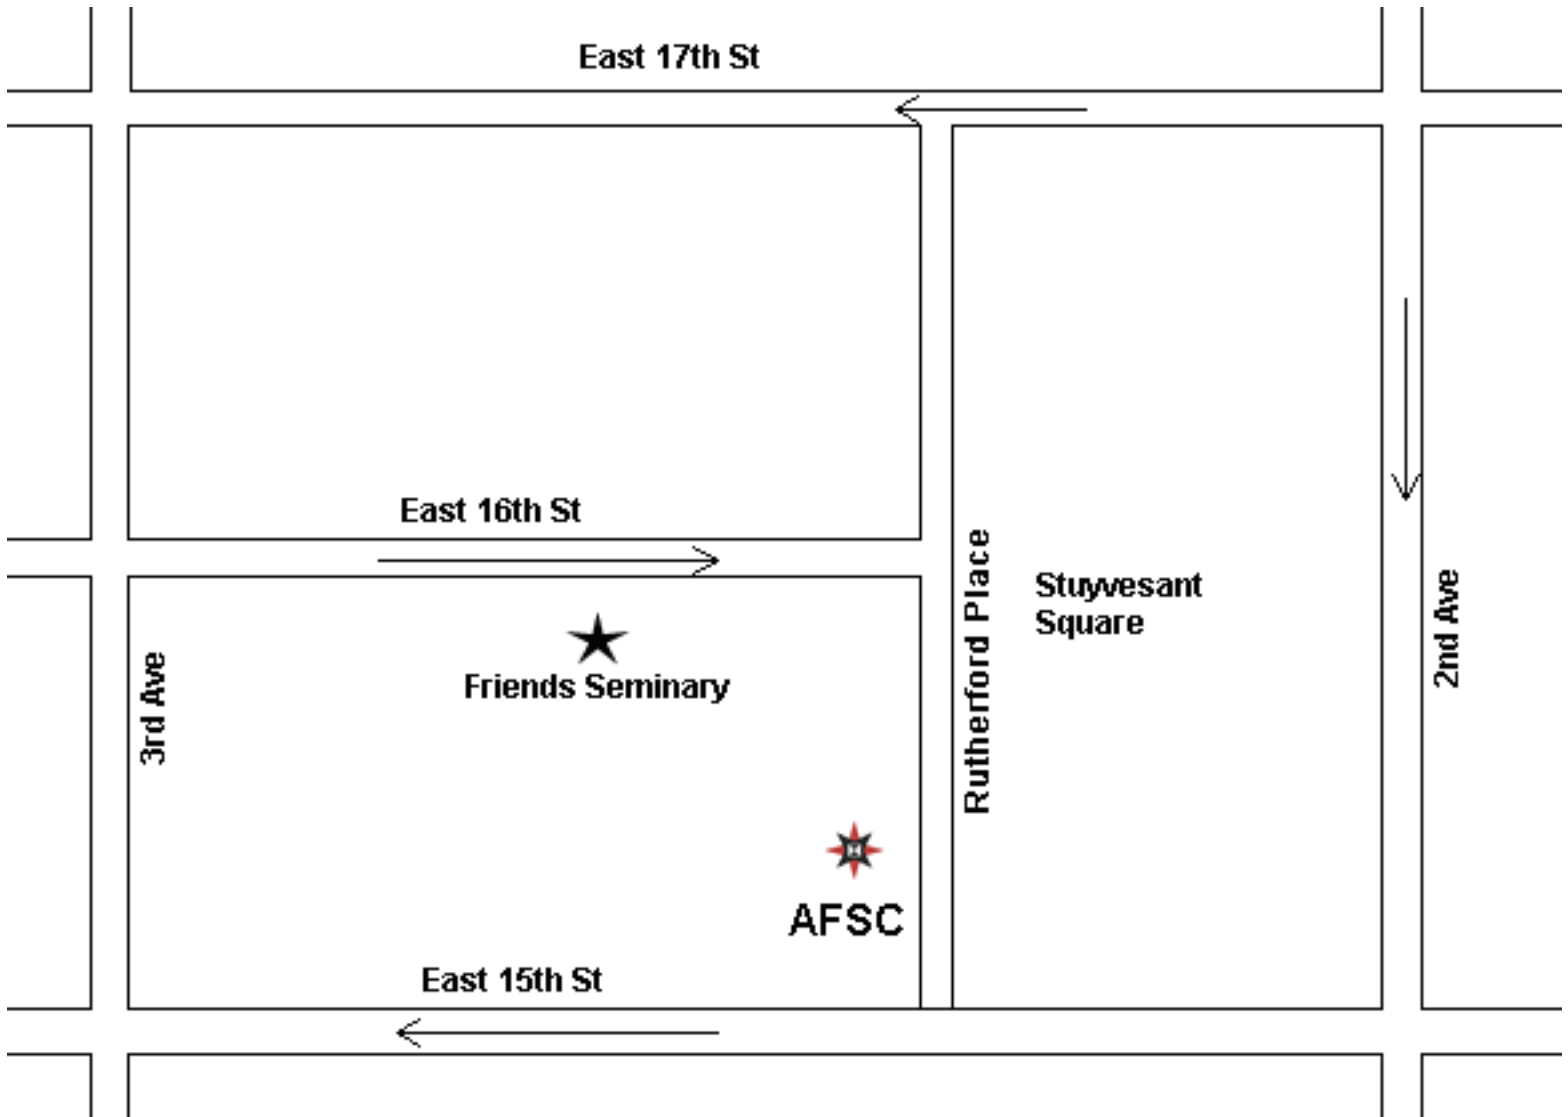 East 17th St
East 16th St
Stuyvesant
Square
Friends Seminary
3rd Ave
Rutherford Place
2nd Ave
AFSC
East 15th St